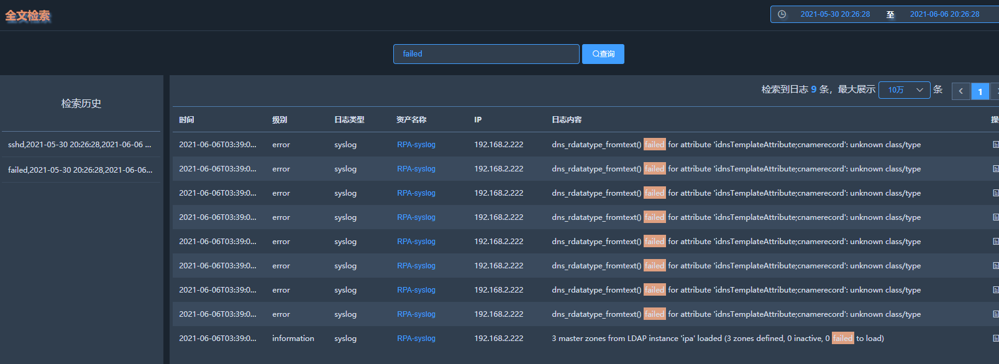 全文检索
2021-05-30 20:26:28 至 2021-06-06 20:26:28
failed 查询
检索历史
sshd,2021-05-30 20:26:28,2021-06-06 ...
failed,2021-05-30 20:26:28,2021-06-06...
检索到日志 9 条，最大展示 10万 条 1
时间 级别 日志类型 资产名称 IP 日志内容 操
2021-06-06T03:39:0... error syslog RPA-syslog 192.168.2.222 dns_rdatatype_fromtext() failed for attribute 'idnsTemplateAttribute;cnamerecord': unknown class/type
2021-06-06T03:39:0... error syslog RPA-syslog 192.168.2.222 dns_rdatatype_fromtext() failed for attribute 'idnsTemplateAttribute;cnamerecord': unknown class/type
2021-06-06T03:39:0... error syslog RPA-syslog 192.168.2.222 dns_rdatatype_fromtext() failed for attribute 'idnsTemplateAttribute;cnamerecord': unknown class/type
2021-06-06T03:39:0... error syslog RPA-syslog 192.168.2.222 dns_rdatatype_fromtext() failed for attribute 'idnsTemplateAttribute;cnamerecord': unknown class/type
2021-06-06T03:39:0... error syslog RPA-syslog 192.168.2.222 dns_rdatatype_fromtext() failed for attribute 'idnsTemplateAttribute;cnamerecord': unknown class/type
2021-06-06T03:39:0... error syslog RPA-syslog 192.168.2.222 dns_rdatatype_fromtext() failed for attribute 'idnsTemplateAttribute;cnamerecord': unknown class/type
2021-06-06T03:39:0... error syslog RPA-syslog 192.168.2.222 dns_rdatatype_fromtext() failed for attribute 'idnsTemplateAttribute;cnamerecord': unknown class/type
2021-06-06T03:39:0... error syslog RPA-syslog 192.168.2.222 dns_rdatatype_fromtext() failed for attribute 'idnsTemplateAttribute;cnamerecord': unknown class/type
2021-06-06T03:39:0... information syslog RPA-syslog 192.168.2.222 3 master zones from LDAP instance 'ipa' loaded (3 zones defined, 0 inactive, 0 failed to load)